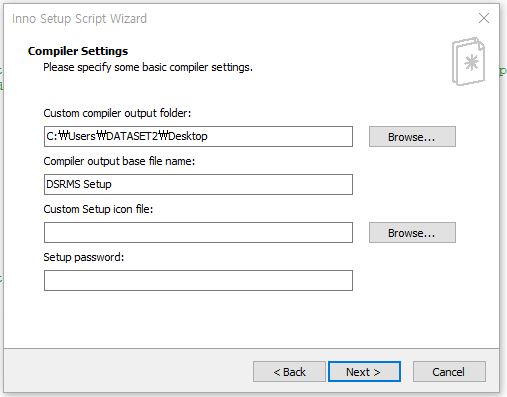 Inno Setup Script Wizard
Compiler Settings
Please specify some basic compiler settings.
Custom compiler output folder:
C:₩Users₩DATASET2₩Desktop
Browse...
Compiler output base file name:
DSRMS Setup
Custom Setup icon file:
Browse...
Setup password:
< Back
Next >
Cancel